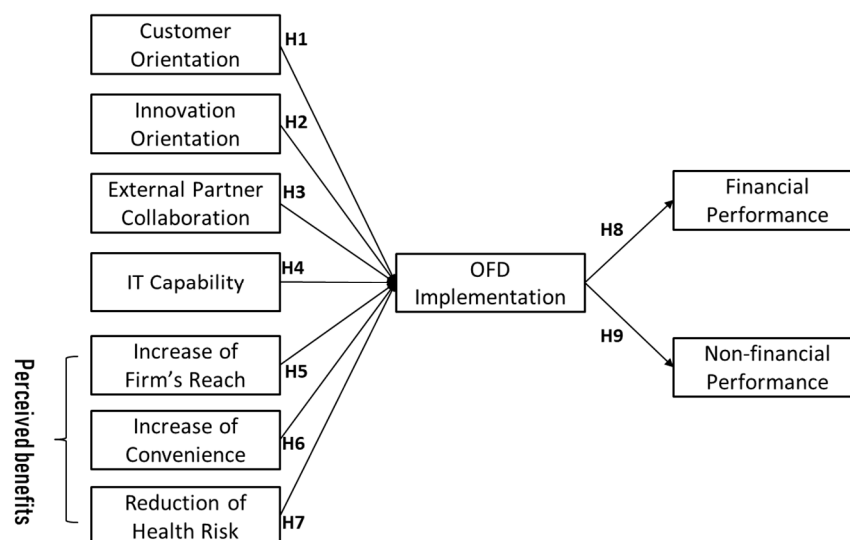 Customer
Orientation
H1
Innovation
Orientation
H2
External Partner
Collaboration
H3
IT Capability
H4
Increase of
Firm's Reach
H5
Increase of
Convenience
H6
Reduction of
Health Risk
H7
Perceived benefits
OFD
Implementation
H8
Financial
Performance
H9
Non-financial
Performance